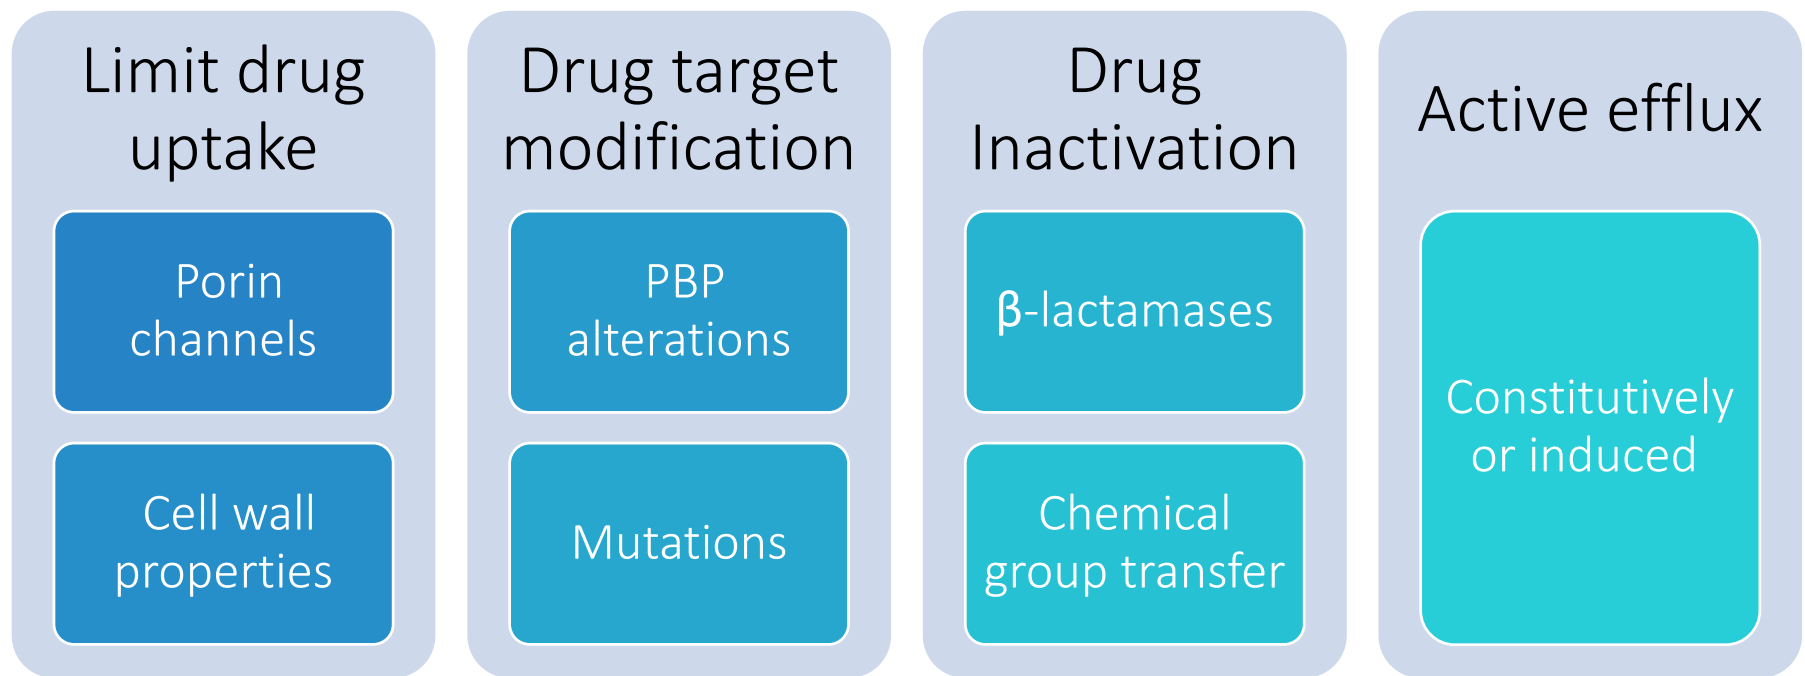 Limit drug
uptake
Porin
channels
Cell wall
properties
Drug target
modification
PBP
alterations
Mutations
Drug
Inactivation
β-lactamases
Chemical
group transfer
Active efflux
Constitutively
or induced